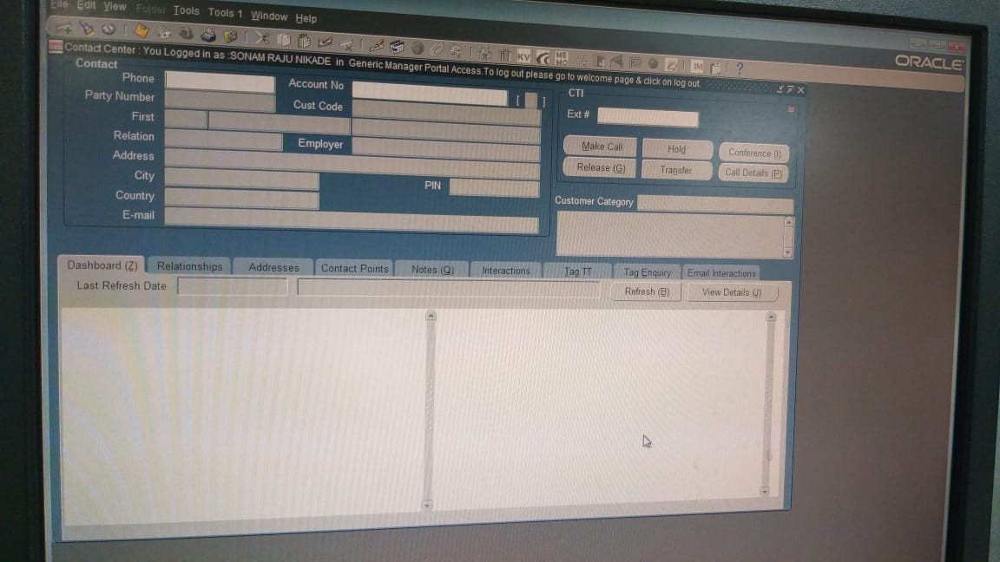 File Edit View Folder Tools Tools 1 Window Help
ORACLE
KV
ME
MO
IM
?
Contact Center : You Logged in as :SONAM RAJU NIKADE in Generic Manager Portal Access.To log out please go to welcome page & click on log out
Contact
Phone
Account No
[ ]
Party Number
Cust Code
First
Relation
Employer
Address
City
PIN
Country
E-mail
CTI
Ext #
Make Call Hold Conference (I)
Release (G) Transfer Call Details (P)
Customer Category
Dashboard (Z) Relationships Addresses Contact Points Notes (Q) Interactions Tag TT Tag Enquiry Email Interactions
Last Refresh Date
Refresh (B) View Details (J)